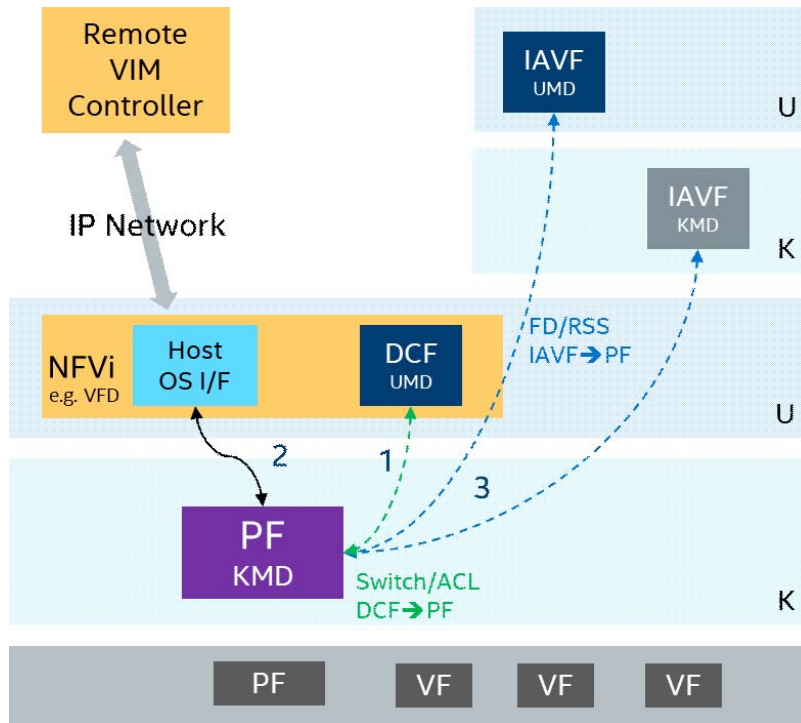 Remote
VIM
Controller
IAVF
UMD
U
IAVF
KMD
K
IP Network
NFVi
e.g. VFD
Host
OS I/F
DCF
UMD
FD/RSS
IAVF➔PF
U
2
1
3
PF
KMD
Switch/ACL
DCF➔PF
K
PF
VF
VF
VF